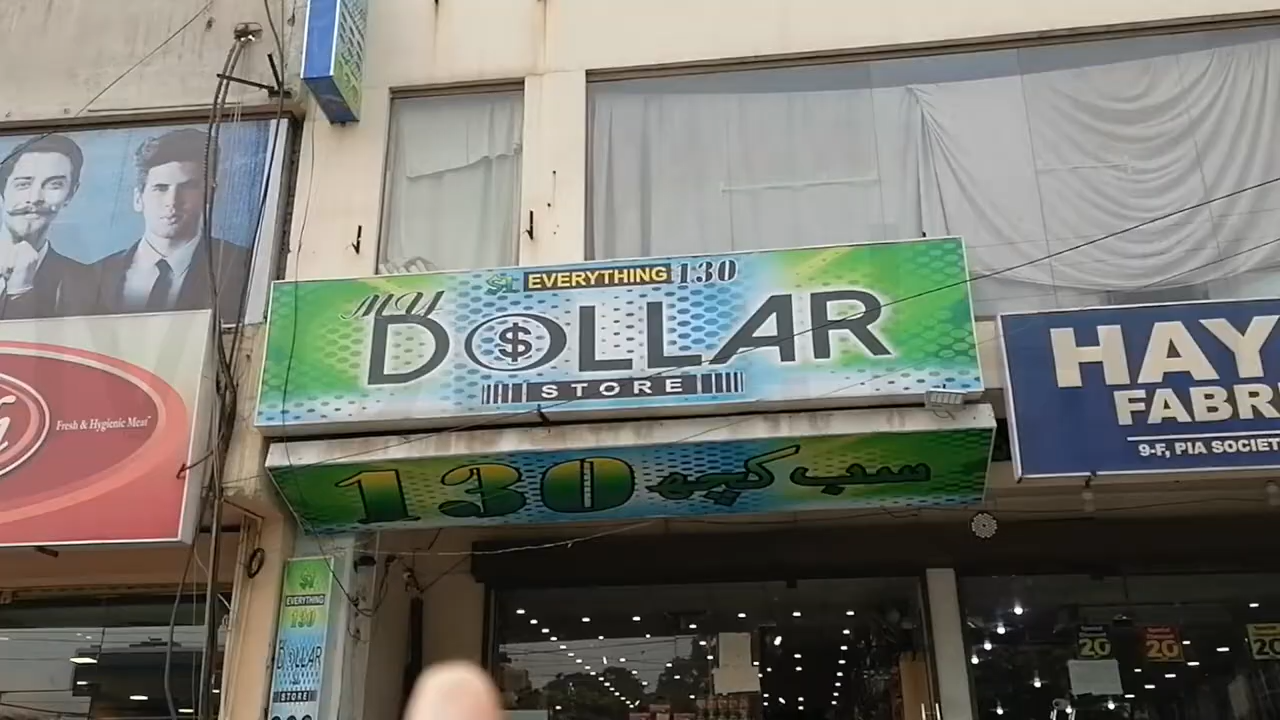 EVERYTHING 130
MY
DOLLAR
STORE
130 سب کچھ
Fresh & Hygienic Meat
HAY
FABR
9-F, PIA SOCIET
EVERYTHING
130
DOLLAR
STORE
20
20
20